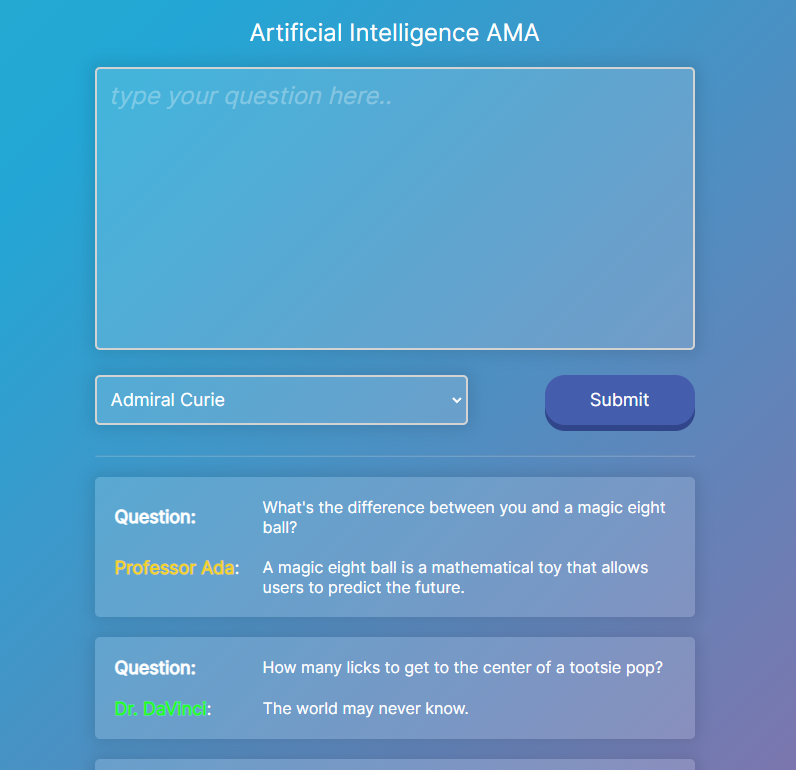 Artificial Intelligence AMA
type your question here..
Admiral Curie
Submit
Question:
What's the difference between you and a magic eight
ball?
Professor Ada:
A magic eight ball is a mathematical toy that allows
users to predict the future.
Question:
How many licks to get to the center of a tootsie pop?
Dr. DaVinci:
The world may never know.